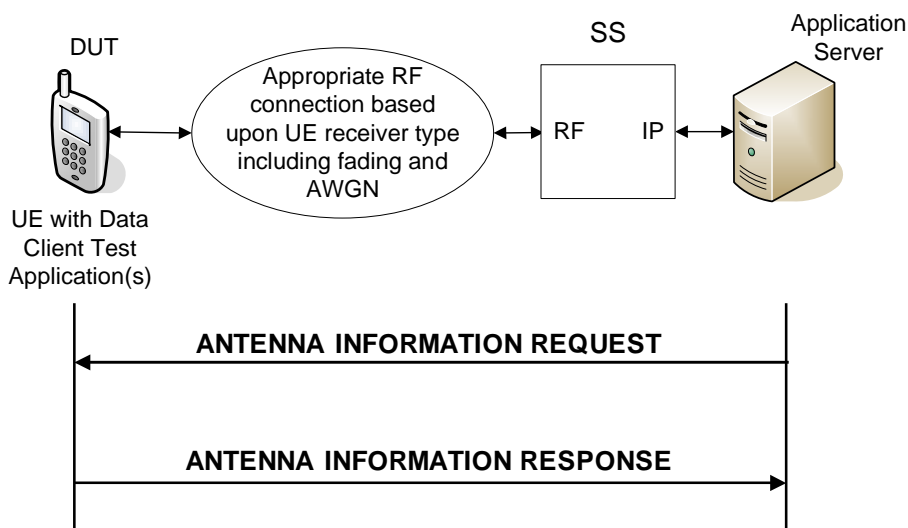 DUT
SS
Application
Server
Appropriate RF
connection based
upon UE receiver type
including fading and
AWGN
RF
IP
UE with Data
Client Test
Application(s)
ANTENNA INFORMATION REQUEST
ANTENNA INFORMATION RESPONSE